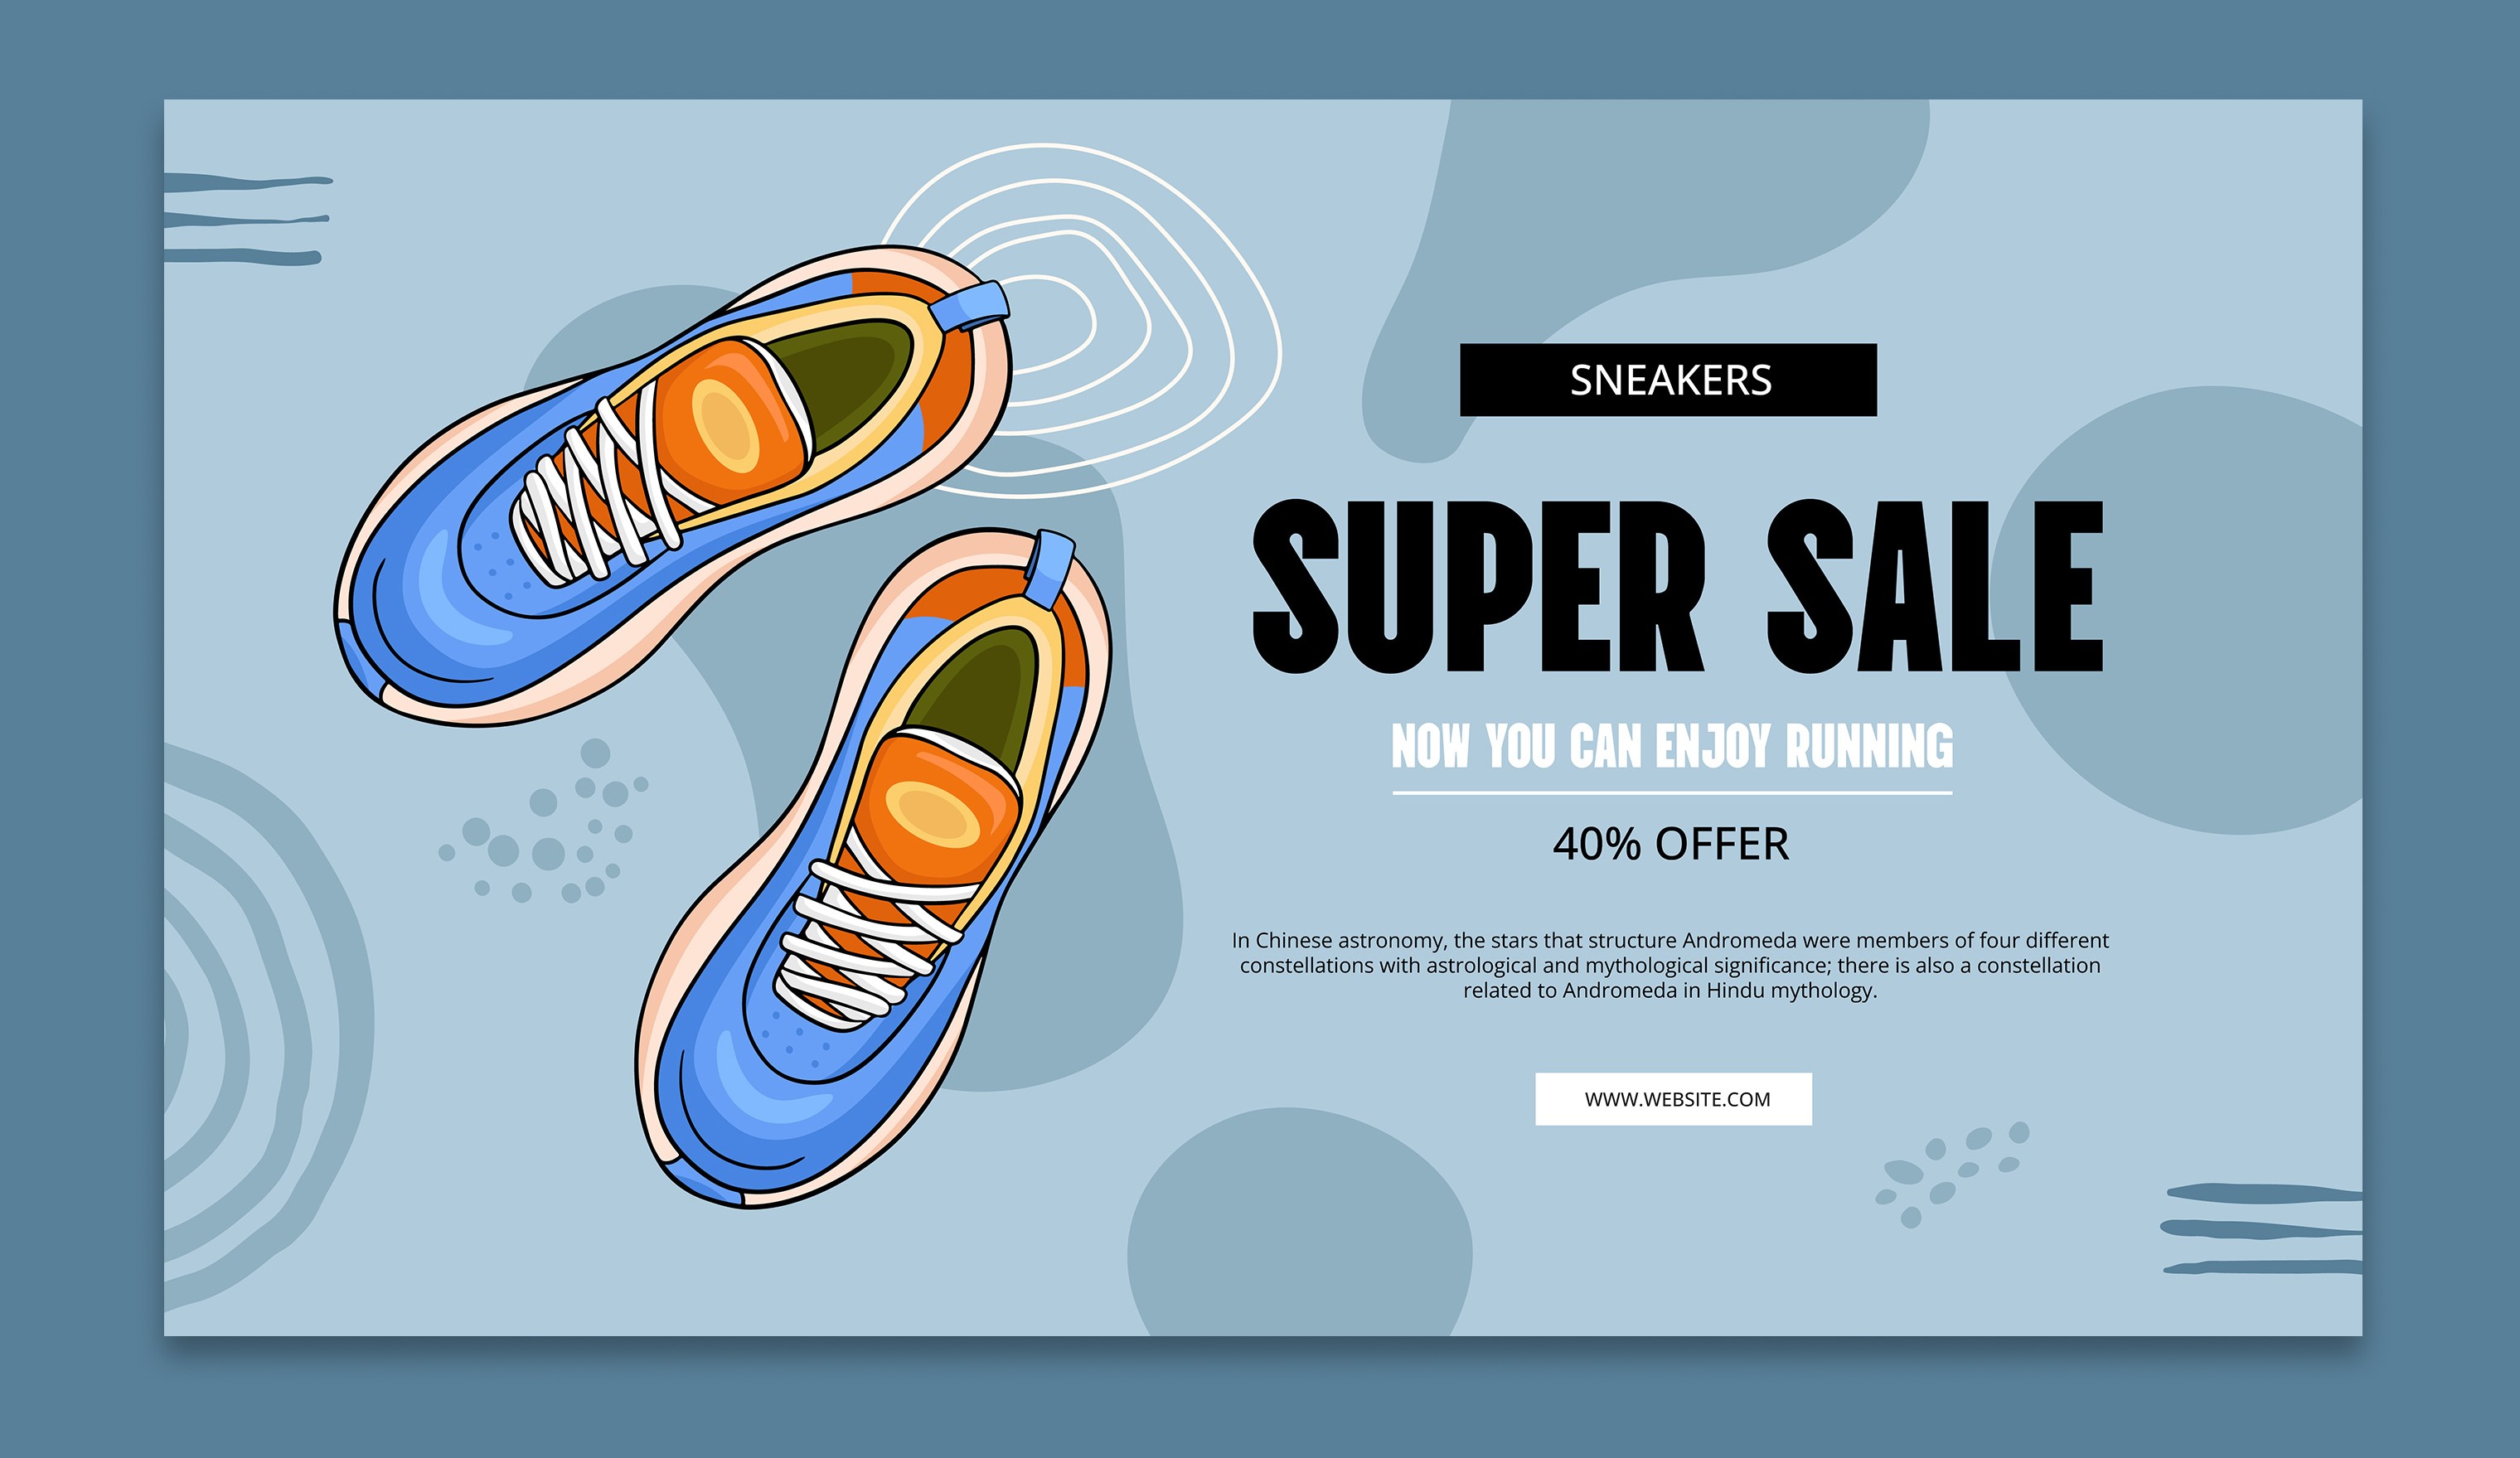 SNEAKERS
SUPER SALE
NOW YOU CAN ENJOY RUNNING
40% OFFER
In Chinese astronomy, the stars that structure Andromeda were members of four different
constellations with astrological and mythological significance; there is also a constellation
related to Andromeda in Hindu mythology.
WWW.WEBSITE.COM